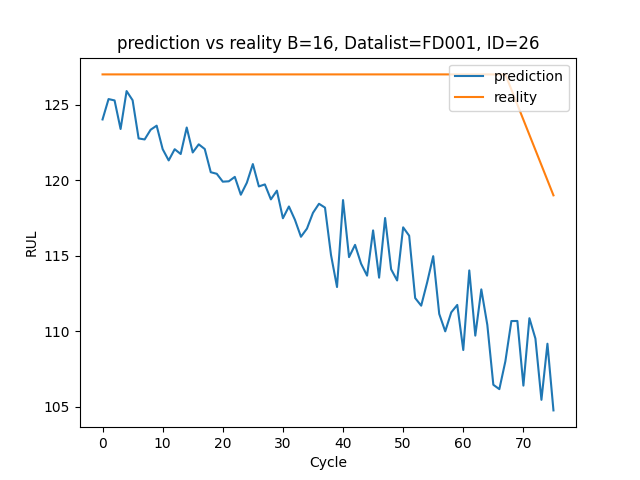 prediction vs reality B=16, Datalist=FD001, ID=26
prediction
reality
125
120
115
110
105
RUL
0 10 20 30 40 50 60 70
Cycle